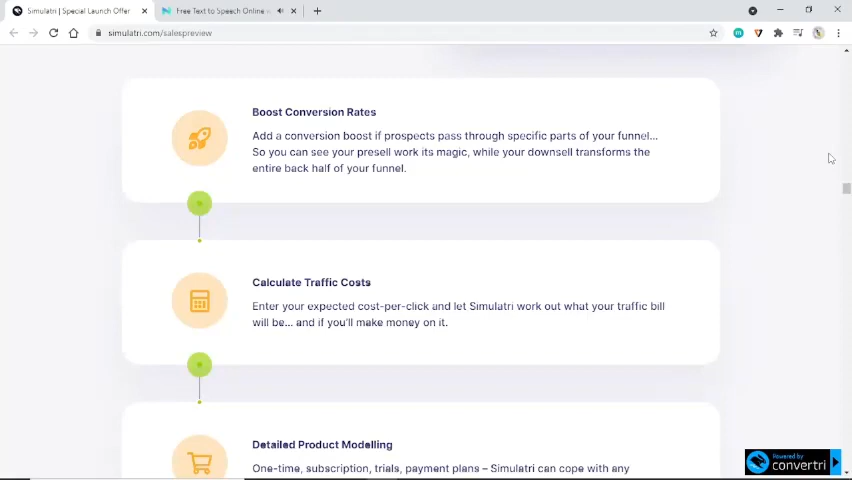 Simulatri | Special Launch Offer
Free Text to Speech Online
simulatri.com/salespreview
Boost Conversion Rates
Add a conversion boost if prospects pass through specific parts of your funnel...
So you can see your presell work its magic, while your downsell transforms the
entire back half of your funnel.
Calculate Traffic Costs
Enter your expected cost-per-click and let Simulatri work out what your traffic bill
will be... and if you'll make money on it.
Detailed Product Modelling
One-time, subscription, trials, payment plans – Simulatri can cope with any
Powered by
convertri